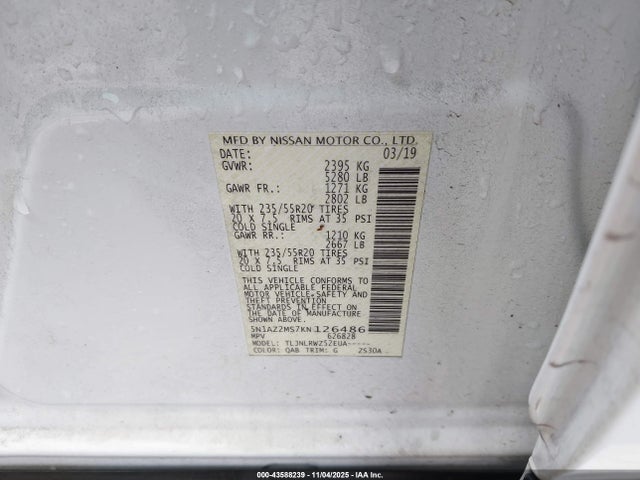 MFD BY NISSAN MOTOR CO., LTD.
DATE: 03/19
GVWR: 2395 KG
5280 LB
GAWR FR.: 1271 KG
2802 LB
WITH 235/55R20 TIRES
20 X 7.5 RIMS AT 35 PSI
COLD SINGLE
GAWR RR.: 1210 KG
2667 LB
WITH 235/55R20 TIRES
20 X 7.5 RIMS AT 35 PSI
COLD SINGLE
THIS VEHICLE CONFORMS TO
ALL APPLICABLE FEDERAL
MOTOR VEHICLE SAFETY AND
THEFT PREVENTION
STANDARDS IN EFFECT ON
THE DATE OF MANUFACTURE
SHOWN ABOVE.
5N1AZ2MS7KN126486
MPV 626828
MODEL: TLJNLRWZ52EUA-----
COLOR: QAB TRIM: G 2530A
000-43588239 - 11/04/2025 - IAA Inc.